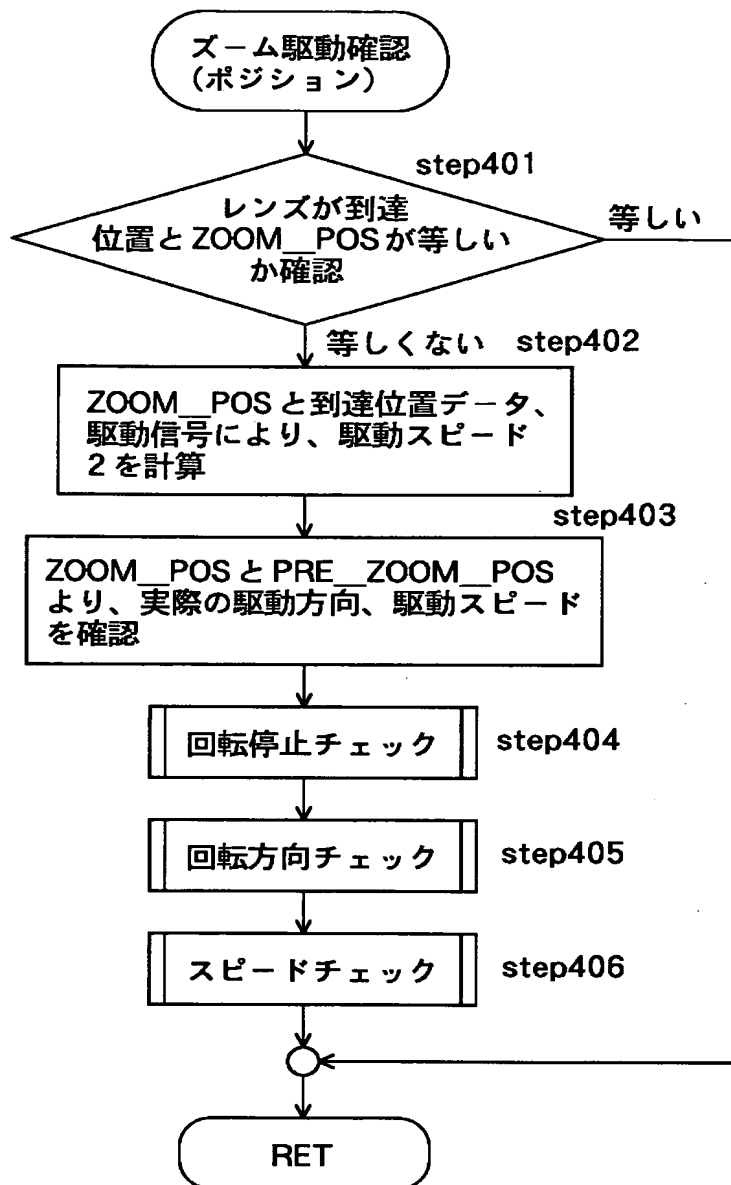 ズーム駆動確認
(ポジション)
step401
レンズが到達
位置とZOOM__POSが等しい
か確認
等しい
等しくない step402
ZOOM__POSと到達位置データ、
駆動信号により、駆動スピード
2を計算
step403
ZOOM__POSとPRE__ZOOM__POS
より、実際の駆動方向、駆動スピード
を確認
回転停止チェック step404
回転方向チェック step405
スピードチェック step406
RET